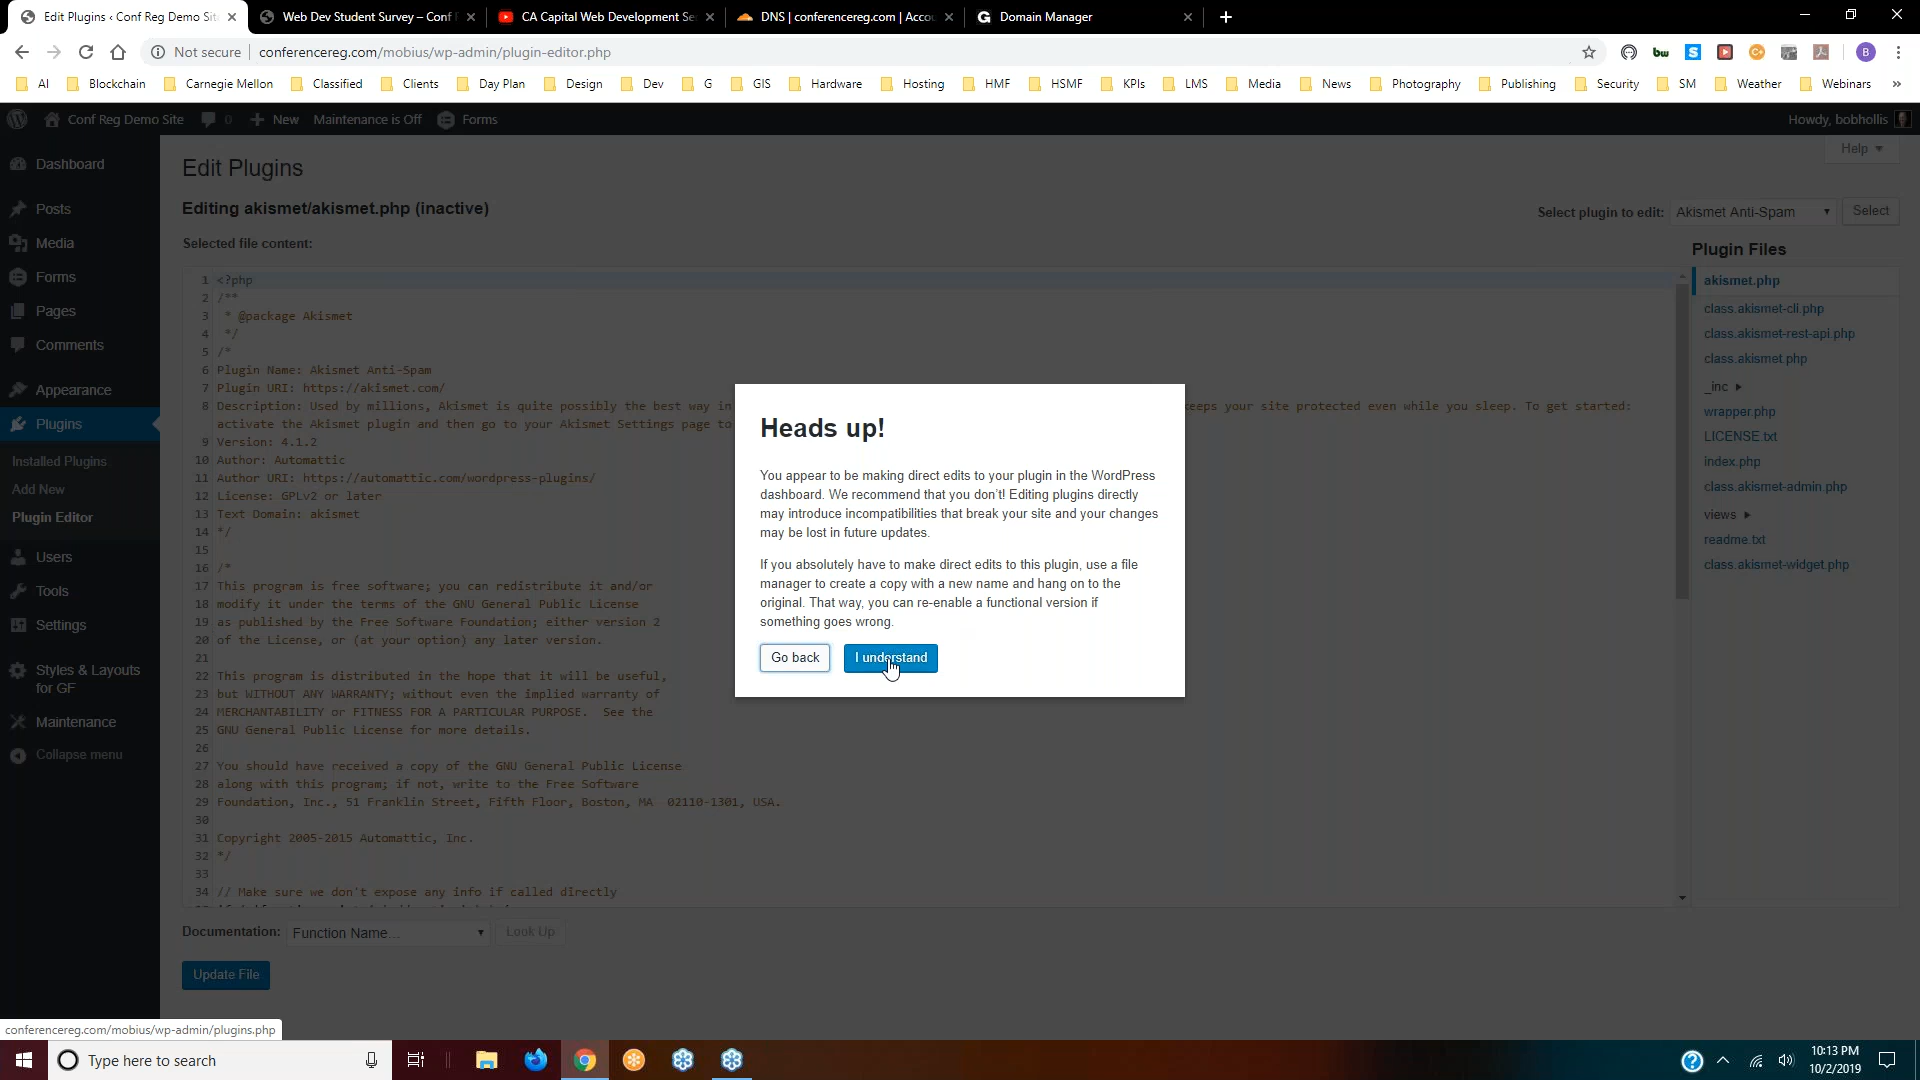 Edit Plugins ‹ Conf Reg Demo Sit
Web Dev Student Survey – Conf
CA Capital Web Development Se
DNS | conferencereg.com | Accou
Domain Manager
Not secure
conferencereg.com/mobius/wp-admin/plugin-editor.php
AI
Blockchain
Carnegie Mellon
Classified
Clients
Day Plan
Design
Dev
G
GIS
Hardware
Hosting
HMF
HSMF
KPIs
LMS
Media
News
Photography
Publishing
Security
SM
Weather
Webinars
»
Conf Reg Demo Site
0
New
Maintenance is Off
Forms
Howdy, bobhollis
Dashboard
Posts
Media
Forms
Pages
Comments
Appearance
Plugins
Installed Plugins
Add New
Plugin Editor
Users
Tools
Settings
Styles & Layouts
for GF
Maintenance
Collapse menu
Help
Edit Plugins
Editing akismet/akismet.php (inactive)
Select plugin to edit: Akismet Anti-Spam Select
Selected file content:
1 <?php
2 /**
3 * @package Akismet
4 */
5 /*
6 Plugin Name: Akismet Anti-Spam
7 Plugin URI: https://akismet.com/
8 Description: Used by millions, Akismet is quite possibly the best way in
eeps your site protected even while you sleep. To get started:
activate the Akismet plugin and then go to your Akismet Settings page to
9 Version: 4.1.2
10 Author: Automattic
11 Author URI: https://automattic.com/wordpress-plugins/
12 License: GPLv2 or later
13 Text Domain: akismet
14 */
15
16 /*
17 This program is free software; you can redistribute it and/or
18 modify it under the terms of the GNU General Public License
19 as published by the Free Software Foundation; either version 2
20 of the License, or (at your option) any later version.
21
22 This program is distributed in the hope that it will be useful,
23 but WITHOUT ANY WARRANTY; without even the implied warranty of
24 MERCHANTABILITY or FITNESS FOR A PARTICULAR PURPOSE. See the
25 GNU General Public License for more details.
26
27 You should have received a copy of the GNU General Public License
28 along with this program; if not, write to the Free Software
29 Foundation, Inc., 51 Franklin Street, Fifth Floor, Boston, MA 02110-1301, USA.
30
31 Copyright 2005-2015 Automattic, Inc.
32 */
33
34 // Make sure we don't expose any info if called directly
Plugin Files
akismet.php
class.akismet-cli.php
class.akismet-rest-api.php
class.akismet.php
_inc
wrapper.php
LICENSE.txt
index.php
class.akismet-admin.php
views
readme.txt
class.akismet-widget.php
Heads up!
You appear to be making direct edits to your plugin in the WordPress
dashboard. We recommend that you don't! Editing plugins directly
may introduce incompatibilities that break your site and your changes
may be lost in future updates.
If you absolutely have to make direct edits to this plugin, use a file
manager to create a copy with a new name and hang on to the
original. That way, you can re-enable a functional version if
something goes wrong.
Go back
I understand
Documentation: Function Name... Look Up
Update File
conferencereg.com/mobius/wp-admin/plugins.php
Type here to search
10:13 PM
10/2/2019